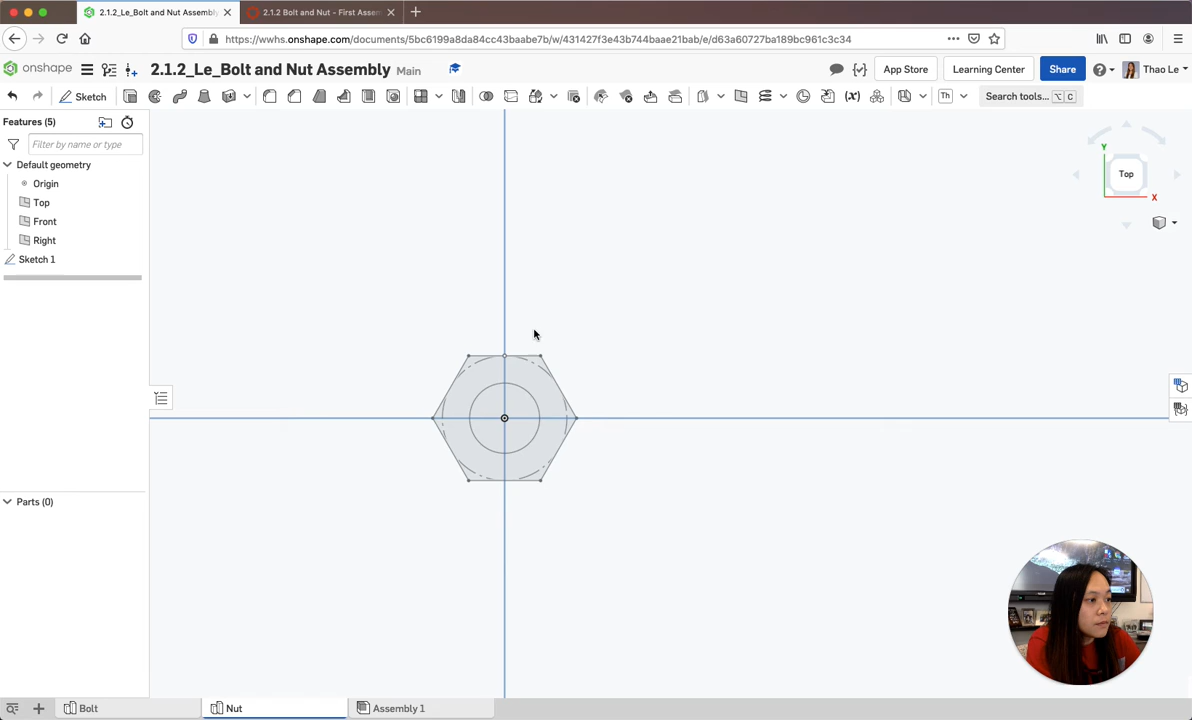 2.1.2_Le_Bolt and Nut Assembly
2.1.2 Bolt and Nut - First Assem
https://wwhs.onshape.com/documents/5bc6199a8da84cc43baabe7b/w/431427f3e43b744baae21bab/e/d63a60727ba189bc961c3c34
onshape
2.1.2_Le_Bolt and Nut Assembly Main
App Store
Learning Center
Share
Thao Le
Sketch
Search tools... ⌥ C
Features (5)
Filter by name or type
Default geometry
Origin
Top
Front
Right
Sketch 1
Parts (0)
Y
Top
X
Bolt
Nut
Assembly 1